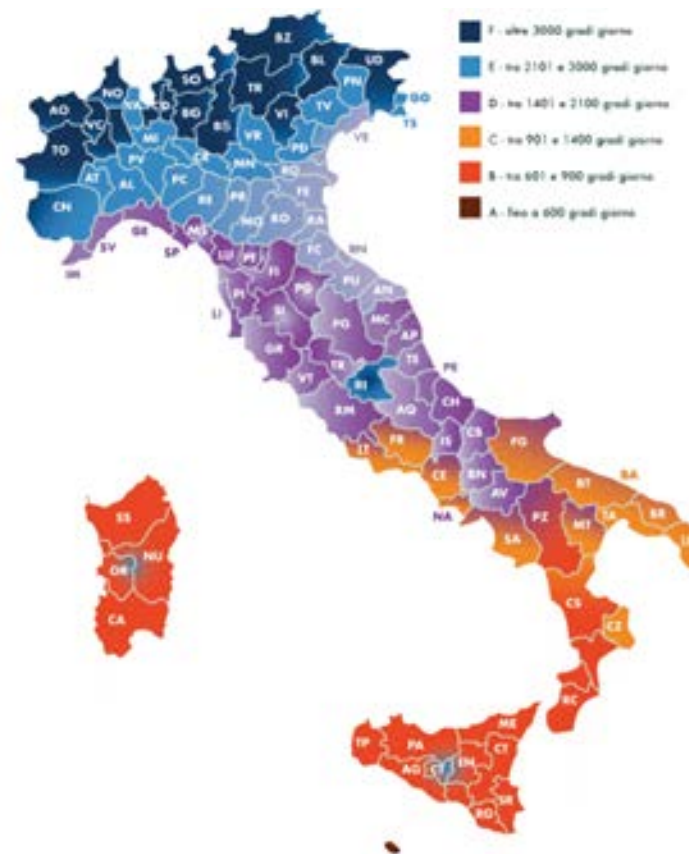 F - oltre 3000 gradi giorno
E - tra 2101 e 3000 gradi giorno
D - tra 1401 e 2100 gradi giorno
C - tra 901 e 1400 gradi giorno
B - tra 601 e 900 gradi giorno
A - fino a 600 gradi giorno
BZ
SO
BL
UD
NO
TR
PN
AO
VA
CO
BG
VI
TV
GO
VC
BS
TS
TO
MI
VR
PD
VE
PV
CR
MN
RO
AT
AL
PC
PR
FE
CN
RE
MO
BO
RA
GE
MS
FC
RN
SV
SP
LU
PT
FI
PU
IM
AN
LI
PI
PO
SI
PG
MC
AP
GR
TE
VT
TR
RI
PE
RM
AQ
CH
LT
FR
IS
CB
FG
CE
BN
BT
BA
NA
AV
SA
PZ
MT
TA
BR
SS
OR
NU
CA
CS
CZ
RC
ME
TP
PA
CT
AG
EN
SR
RG